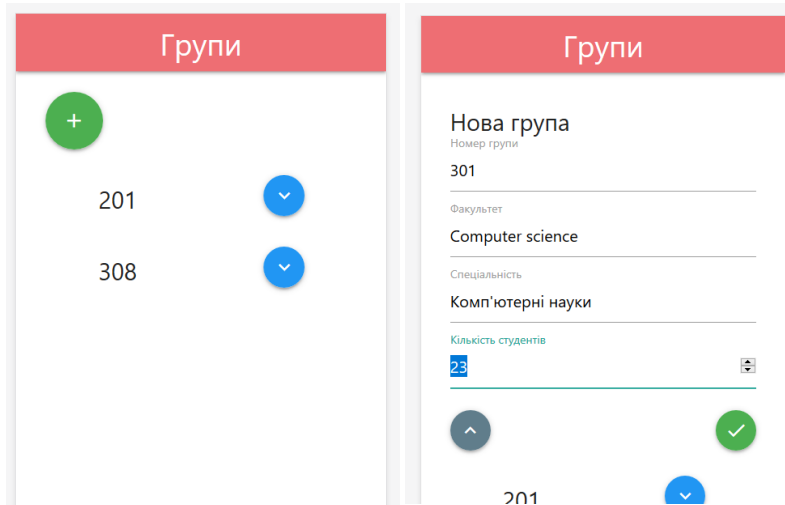 Групи
201
308
Групи
Нова група
Номер групи
301
Факультет
Computer science
Спеціальність
Комп'ютерні науки
Кількість студентів
23
201